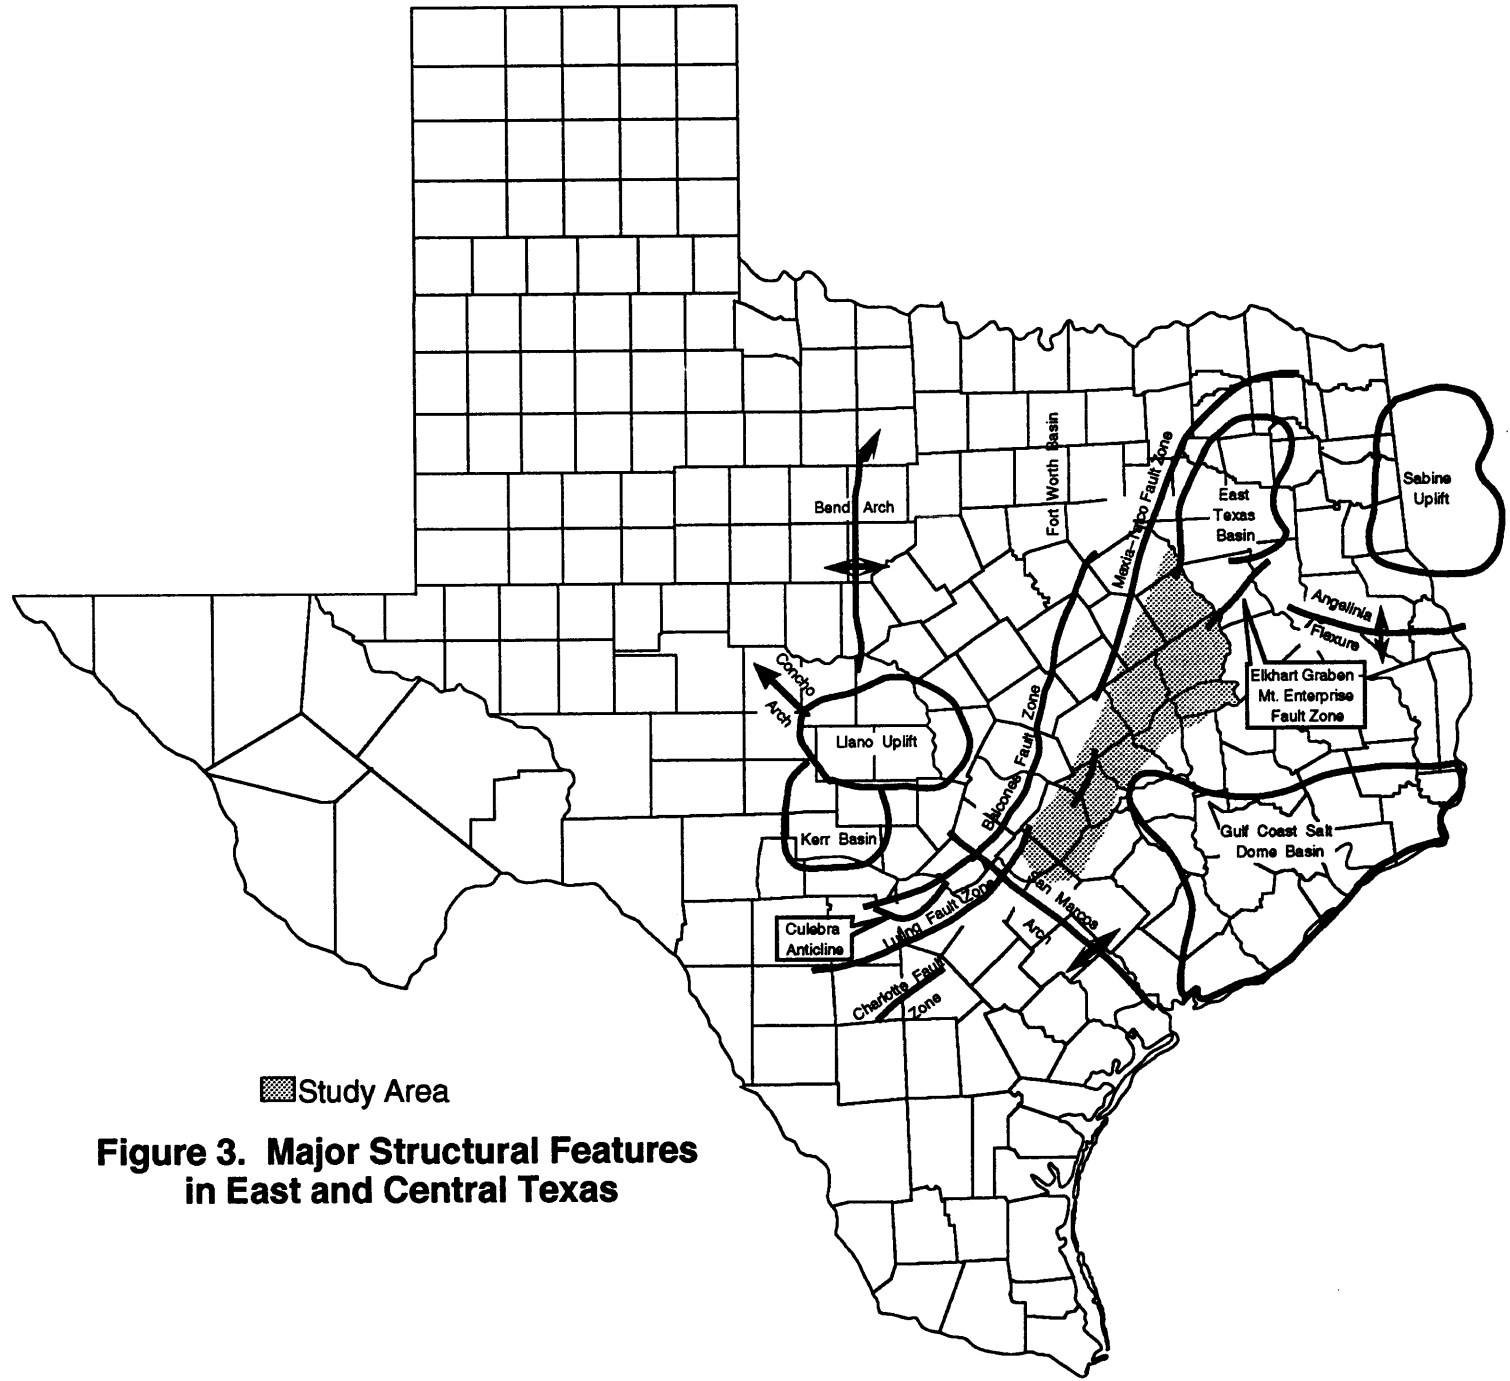 Fort Worth Basin
Mexia–Talco Fault Zone
Sabine
Uplift
East
Texas
Basin
Bend Arch
Angelinia
Flexure
Concho
Arch
Elkhart Graben
Mt. Enterprise
Fault Zone
Llano Uplift
Balcones Fault Zone
Kerr Basin
Gulf Coast Salt
Dome Basin
San Marcos
Arch
Culebra
Anticline
Luling Fault Zone
Charlotte Fault
Zone
Study Area
Figure 3. Major Structural Features
in East and Central Texas